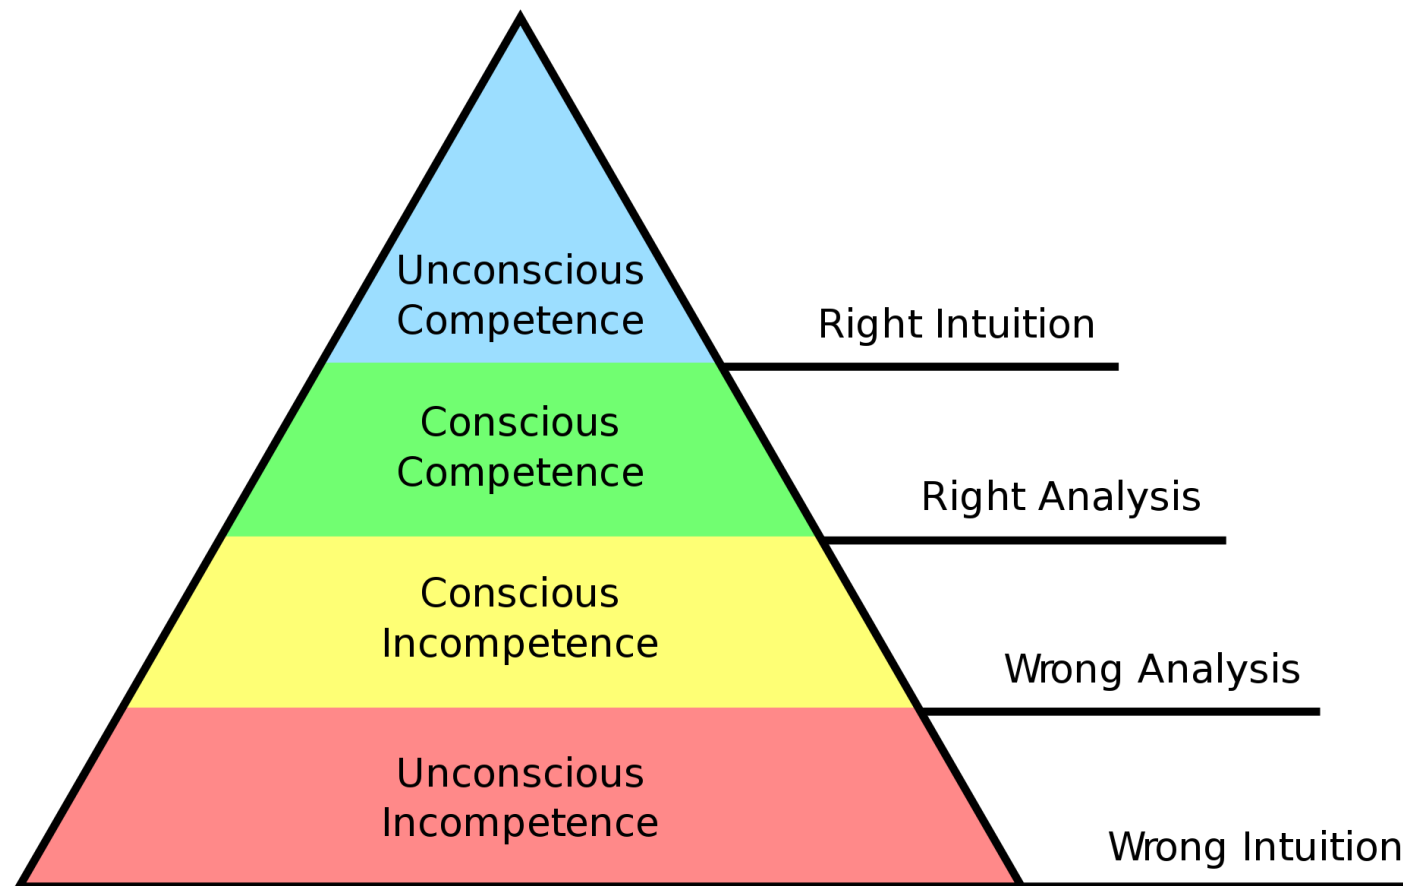 Unconscious
Competence
Right Intuition
Conscious
Competence
Right Analysis
Conscious
Incompetence
Wrong Analysis
Unconscious
Incompetence
Wrong Intuition